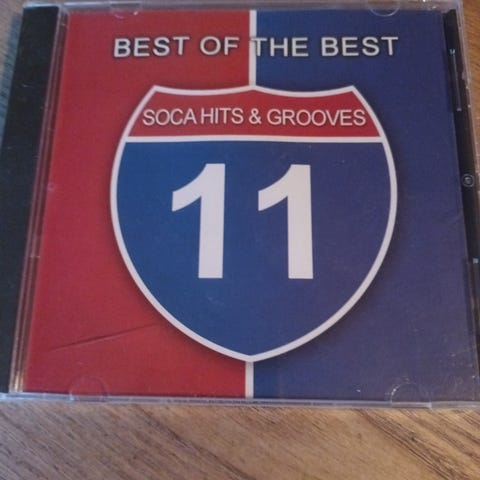 BEST OF THE BEST
SOCA HITS & GROOVES
11